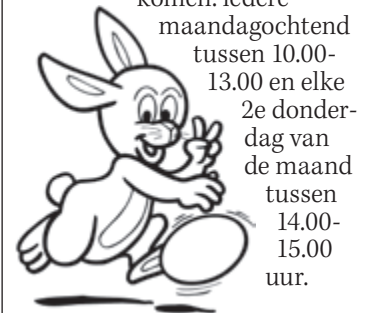 komen. Iedere
maandagochtend
tussen 10.00-
13.00 en elke
2e donder-
dag van
de maand
tussen
14.00-
15.00
uur.